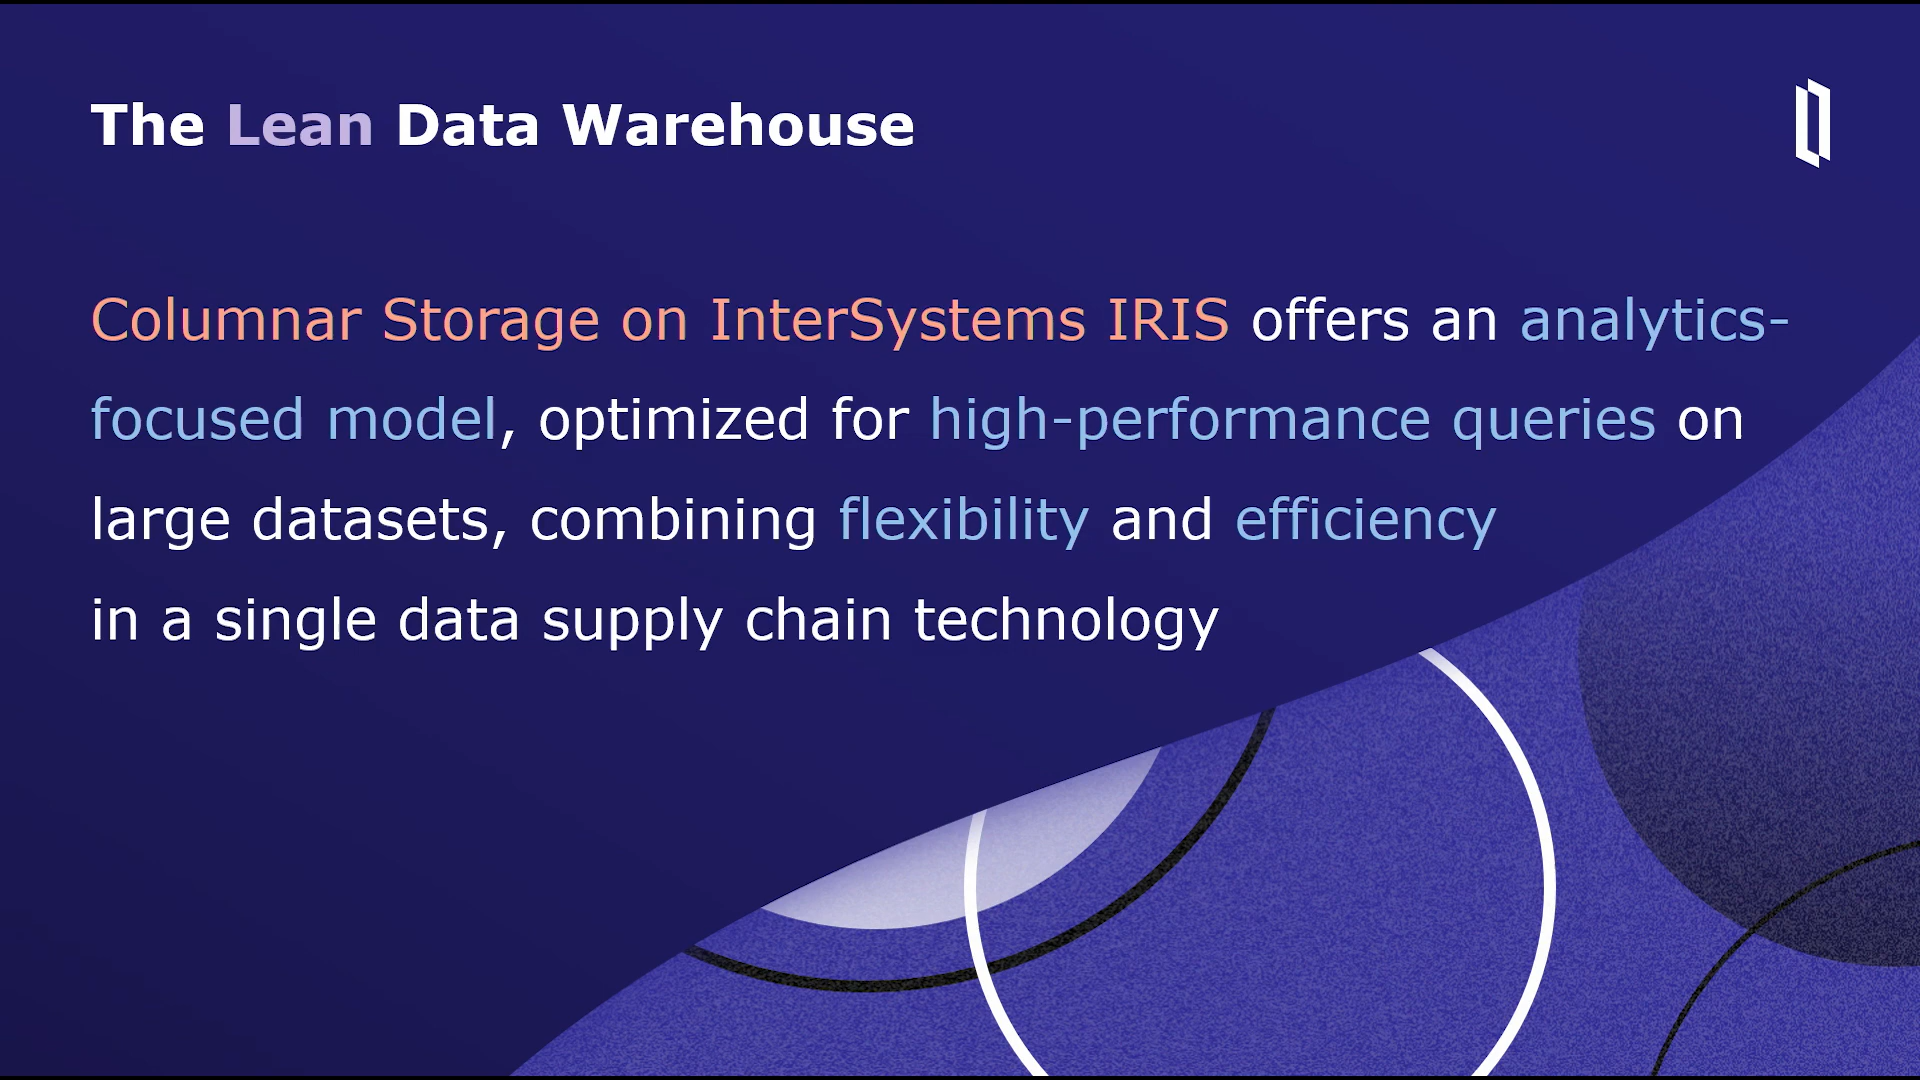 The Lean Data Warehouse
Columnar Storage on InterSystems IRIS offers an analytics-
focused model, optimized for high-performance queries on
large datasets, combining flexibility and efficiency
in a single data supply chain technology